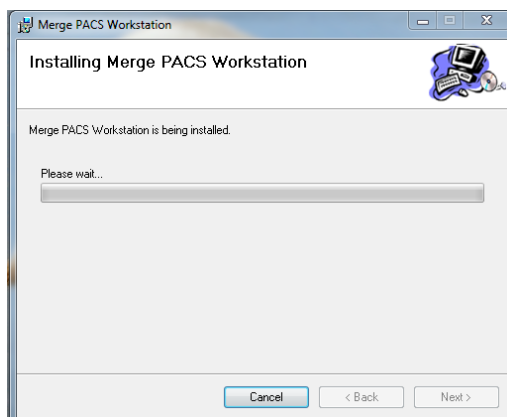 Merge PACS Workstation
Installing Merge PACS Workstation
Merge PACS Workstation is being installed.
Please wait...
Cancel
< Back
Next >